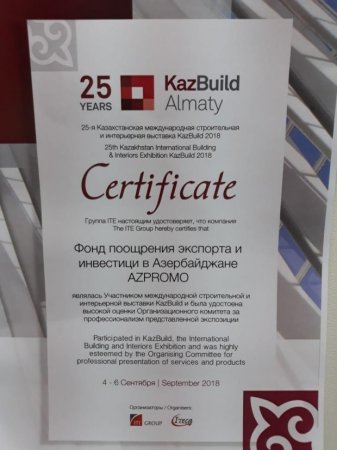 25
YEARS
KazBuild
Almaty
25-я Казахстанская международная строительная
и интерьерная выставка KazBuild 2018
25th Kazakhstan International Building
& Interiors Exhibition KazBuild 2018
Certificate
Группа ITE настоящим удостоверяет, что компания
The ITE Group hereby certifies that
Фонд поощрения экспорта и
инвестици в Азербайджане
AZPROMO
являлась Участником международной строительной и
интерьерной выставки KazBuild и была удостоена
высокой оценки Организационного комитета за
профессионализм представленной экспозиции
Participated in KazBuild, the International
Building and Interiors Exhibition and was highly
esteemed by the Organising Committee for
professional presentation of services and products
4 - 6 Сентября | September 2018
Организаторы / Organisers:
ite GROUP Iteca